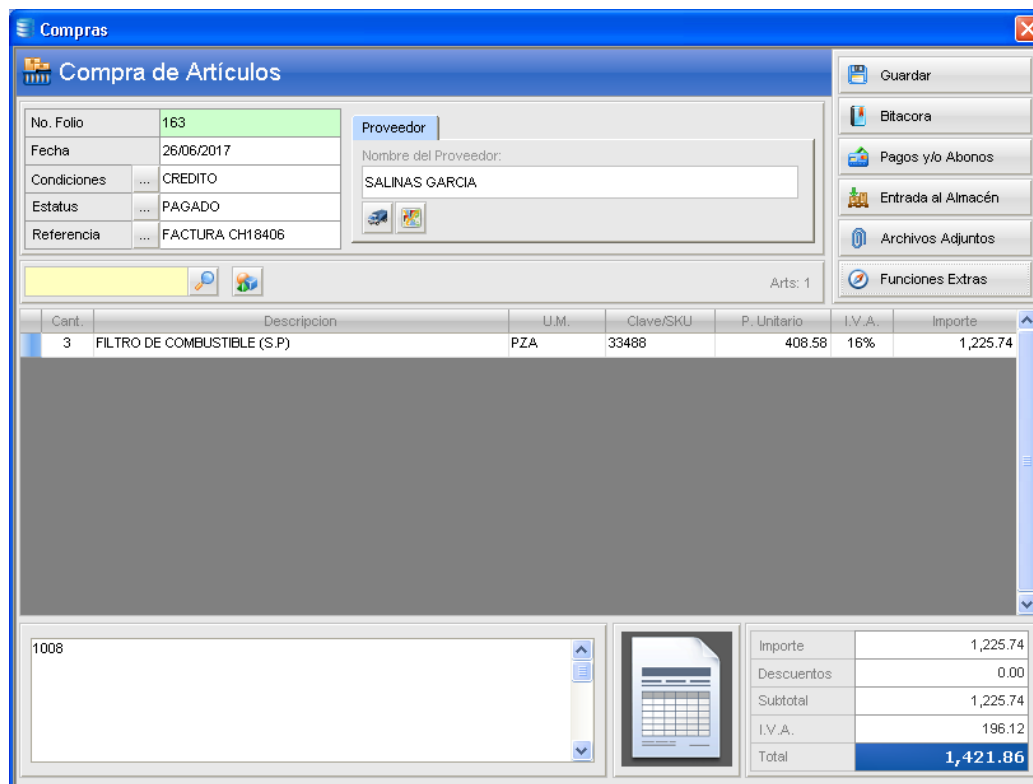 Compras
Compra de Artículos
No. Folio 163
Fecha 26/06/2017
Condiciones ... CREDITO
Estatus ... PAGADO
Referencia ... FACTURA CH18406
Proveedor
Nombre del Proveedor:
SALINAS GARCIA
Guardar
Bitacora
Pagos y/o Abonos
Entrada al Almacén
Archivos Adjuntos
Funciones Extras
Arts: 1
Cant. Descripcion U.M. Clave/SKU P. Unitario I.V.A. Importe
3 FILTRO DE COMBUSTIBLE (S.P) PZA 33488 408.58 16% 1,225.74
1008
Importe 1,225.74
Descuentos 0.00
Subtotal 1,225.74
I.V.A. 196.12
Total 1,421.86